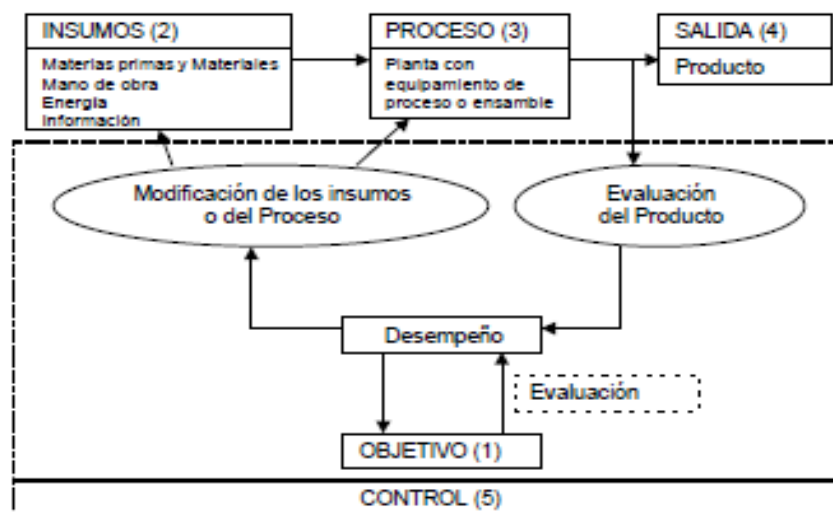 INSUMOS (2)
Materias primas y Materiales
Mano de obra
Energía
Información
PROCESO (3)
Planta con
equipamiento de
proceso o ensamble
SALIDA (4)
Producto
Modificación de los insumos
o del Proceso
Evaluación
del Producto
Desempeño
Evaluación
OBJETIVO (1)
CONTROL (5)